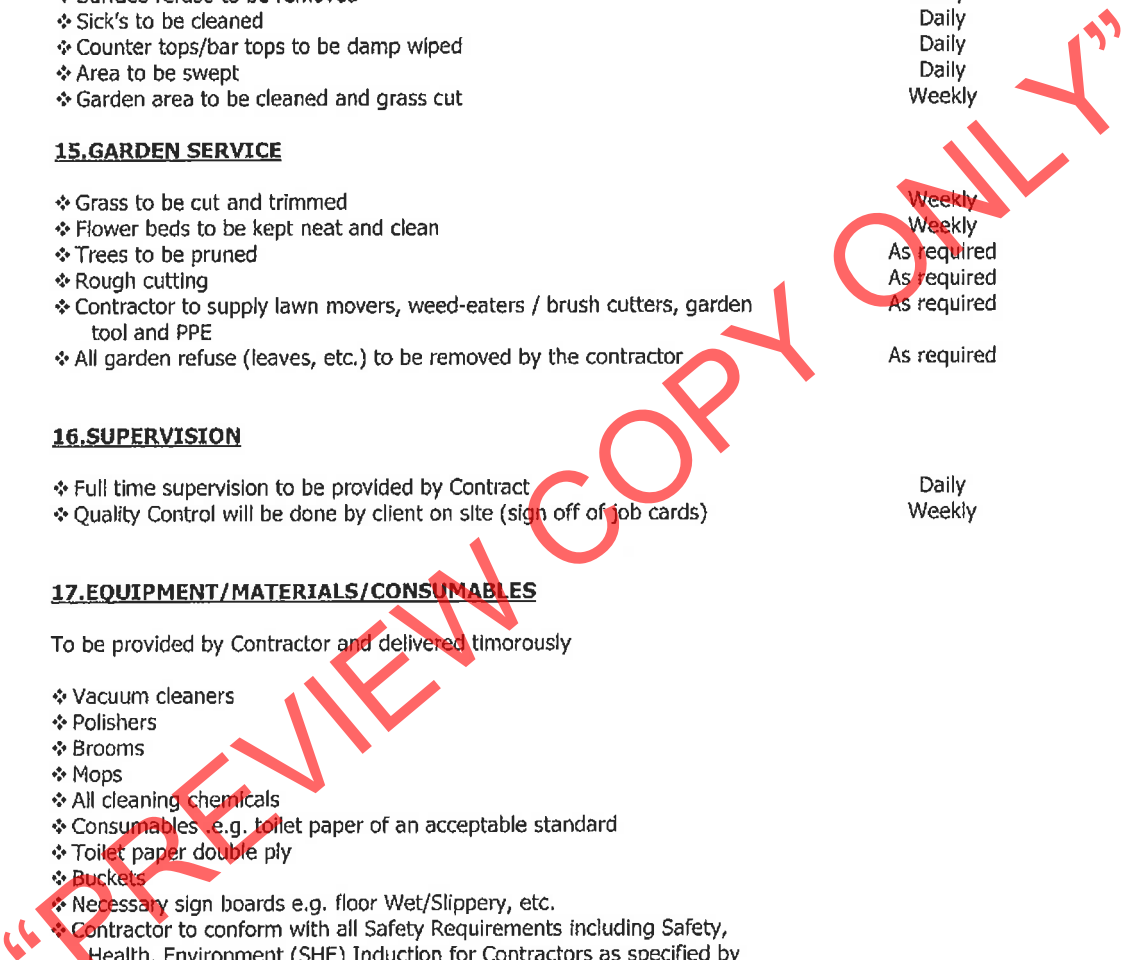 ❖ Sick's to be cleaned Daily
❖ Counter tops/bar tops to be damp wiped Daily
❖ Area to be swept Daily
❖ Garden area to be cleaned and grass cut Weekly
15.GARDEN SERVICE
❖ Grass to be cut and trimmed Weekly
❖ Flower beds to be kept neat and clean Weekly
❖ Trees to be pruned As required
❖ Rough cutting As required
❖ Contractor to supply lawn movers, weed-eaters / brush cutters, garden As required
tool and PPE
❖ All garden refuse (leaves, etc.) to be removed by the contractor As required
16.SUPERVISION
❖ Full time supervision to be provided by Contract Daily
❖ Quality Control will be done by client on site (sign off of job cards) Weekly
17.EQUIPMENT/MATERIALS/CONSUMABLES
To be provided by Contractor and delivered timorously
❖ Vacuum cleaners
❖ Polishers
❖ Brooms
❖ Mops
❖ All cleaning chemicals
❖ Consumables .e.g. toilet paper of an acceptable standard
❖ Toilet paper double ply
❖ Buckets
❖ Necessary sign boards e.g. floor Wet/Slippery, etc.
❖ Contractor to conform with all Safety Requirements including Safety,
Health, Environment (SHE) Induction for Contractors as specified by
“PREVIEW COPY ONLY”